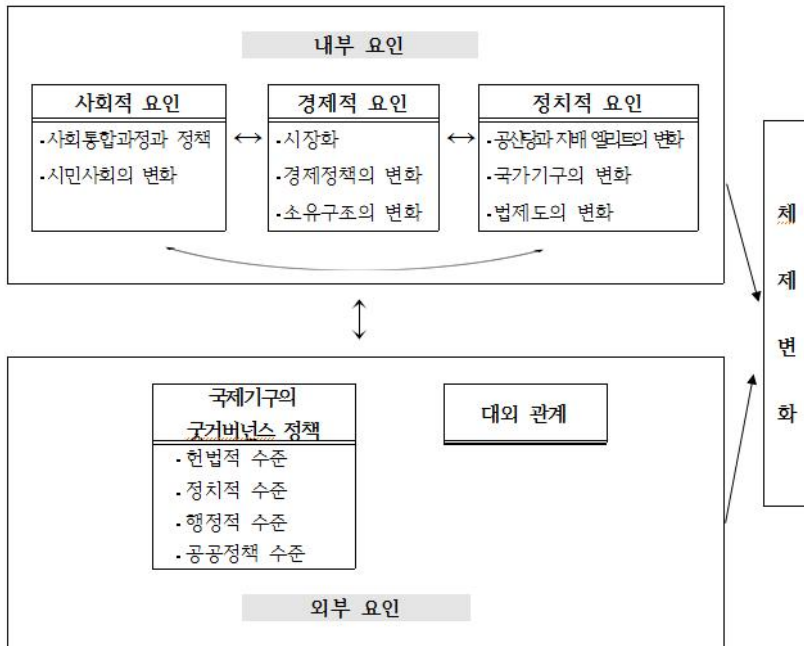 내부 요인
사회적 요인
·사회통합과정과 정책
·시민사회의 변화
경제적 요인
·시장화
·경제정책의 변화
·소유구조의 변화
정치적 요인
·공산당과 지배 엘리트의 변화
·국가기구의 변화
·법제도의 변화
체
제
변
화
국제기구의
굿거버넌스 정책
·헌법적 수준
·정치적 수준
·행정적 수준
·공공정책 수준
대외 관계
외부 요인